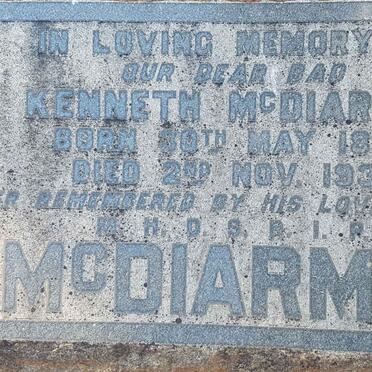 IN LOVING MEMORY
OUR DEAR DAD
KENNETH McDIAR
BORN 30TH MAY 18
DIED 2ND NOV. 193
ER REMEMBERED BY HIS LOV
M. H. D. S. R. I. P.
McDIARM